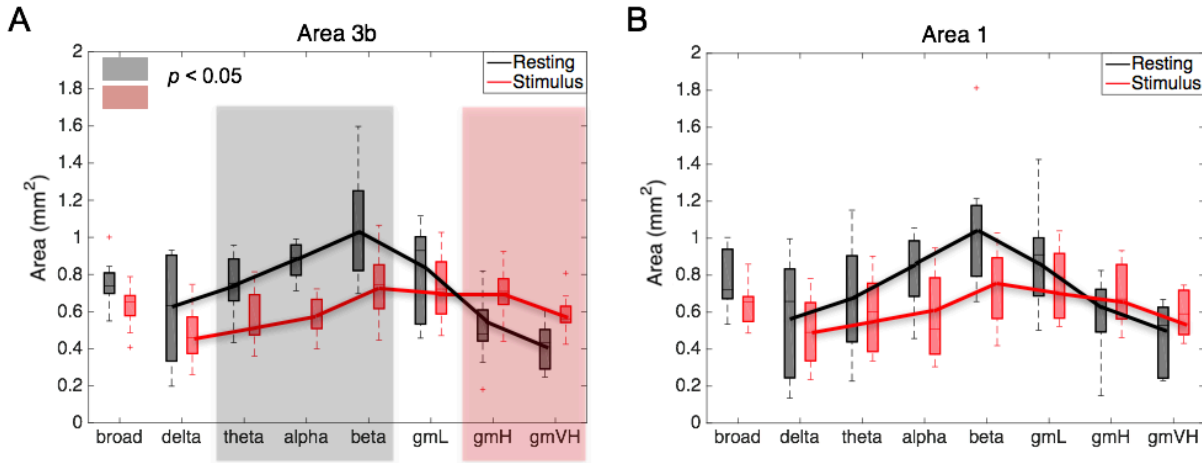 A
Area 3b
Area (mm²)
2
1.8
1.6
1.4
1.2
1
0.8
0.6
0.4
0.2
0
p < 0.05
Resting
Stimulus
broad delta theta alpha beta gmL gmH gmVH
B
Area 1
Area (mm²)
2
1.8
1.6
1.4
1.2
1
0.8
0.6
0.4
0.2
0
Resting
Stimulus
broad delta theta alpha beta gmL gmH gmVH